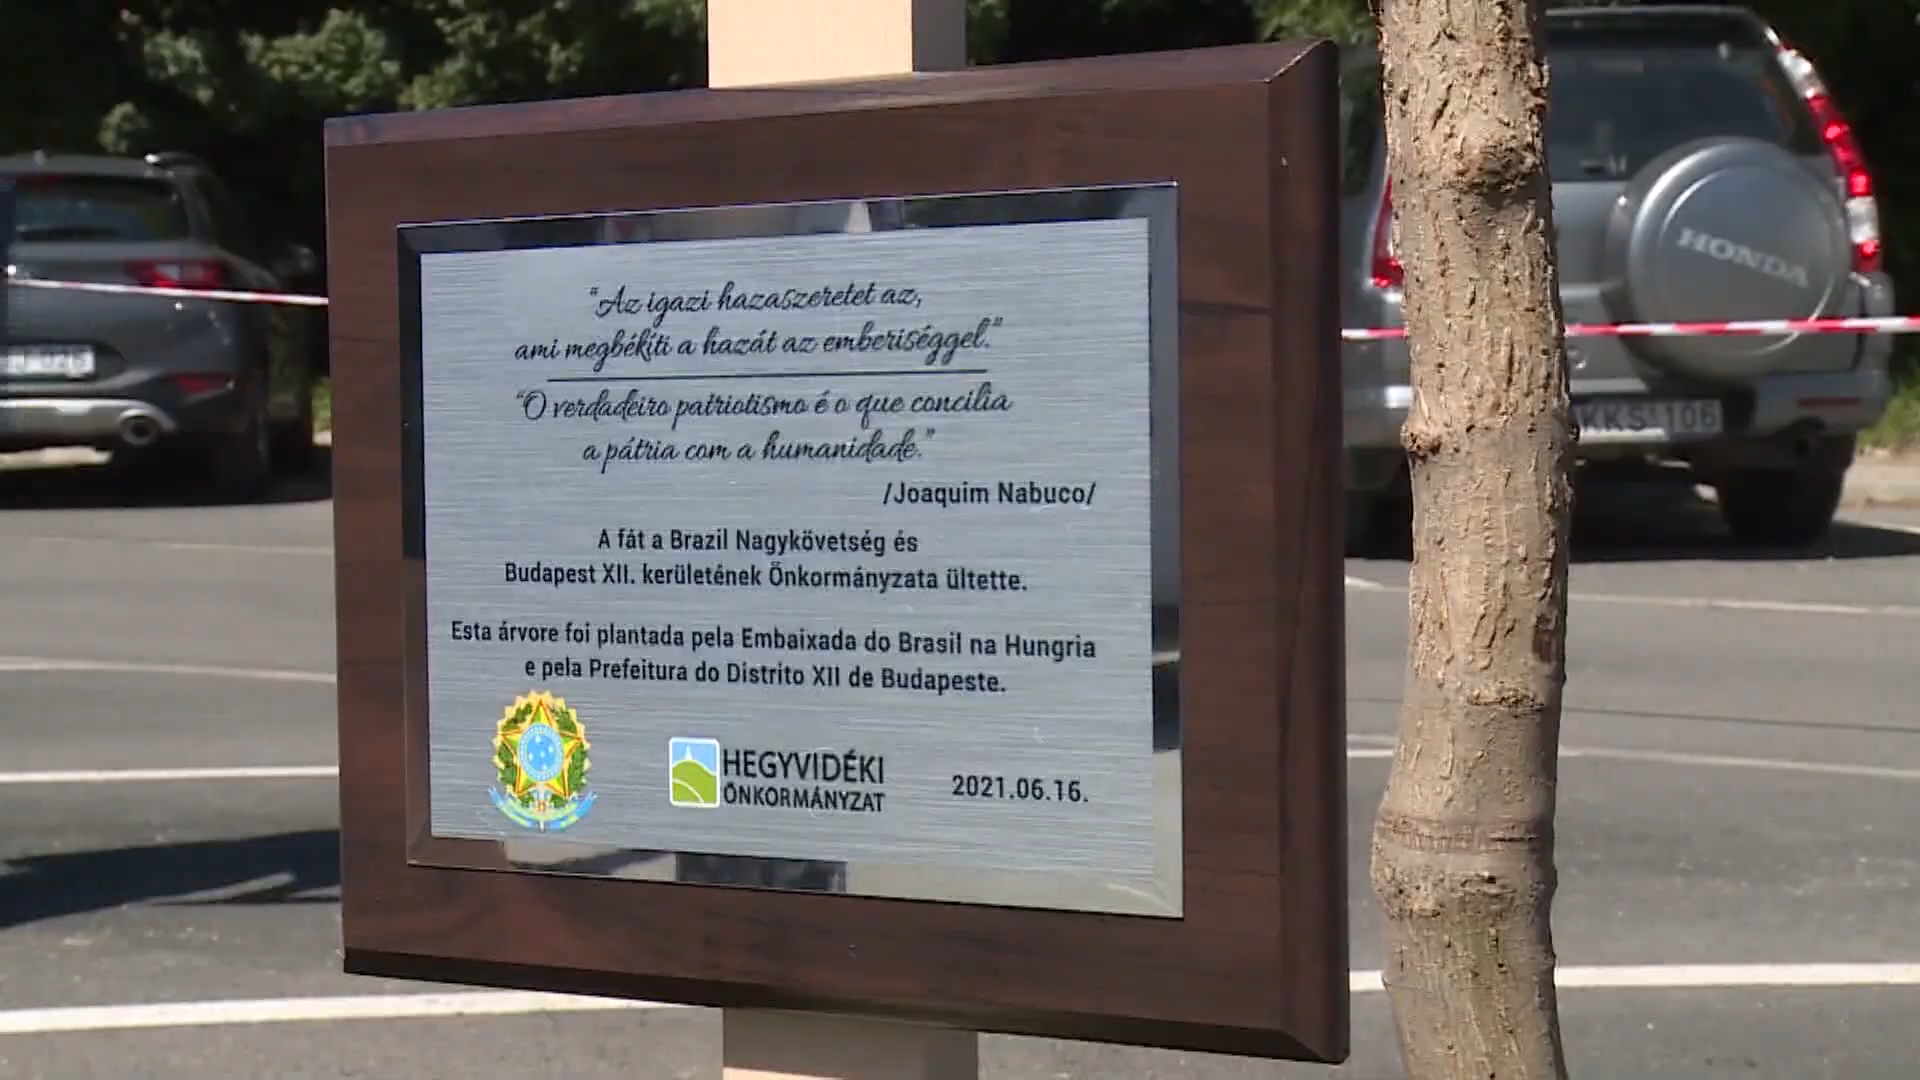 “Az igazi hazaszeretet az,
ami megbékíti a hazát az emberiséggel.”
“O verdadeiro patriotismo é o que concilia
a pátria com a humanidade.”
/Joaquim Nabuco/
A fát a Brazil Nagykövetség és
Budapest XII. kerületének Önkormányzata ültette.
Esta árvore foi plantada pela Embaixada do Brasil na Hungria
e pela Prefeitura do Distrito XII de Budapeste.
HEGYVIDÉKI
ÖNKORMÁNYZAT
2021.06.16.
HONDA
KKS 106